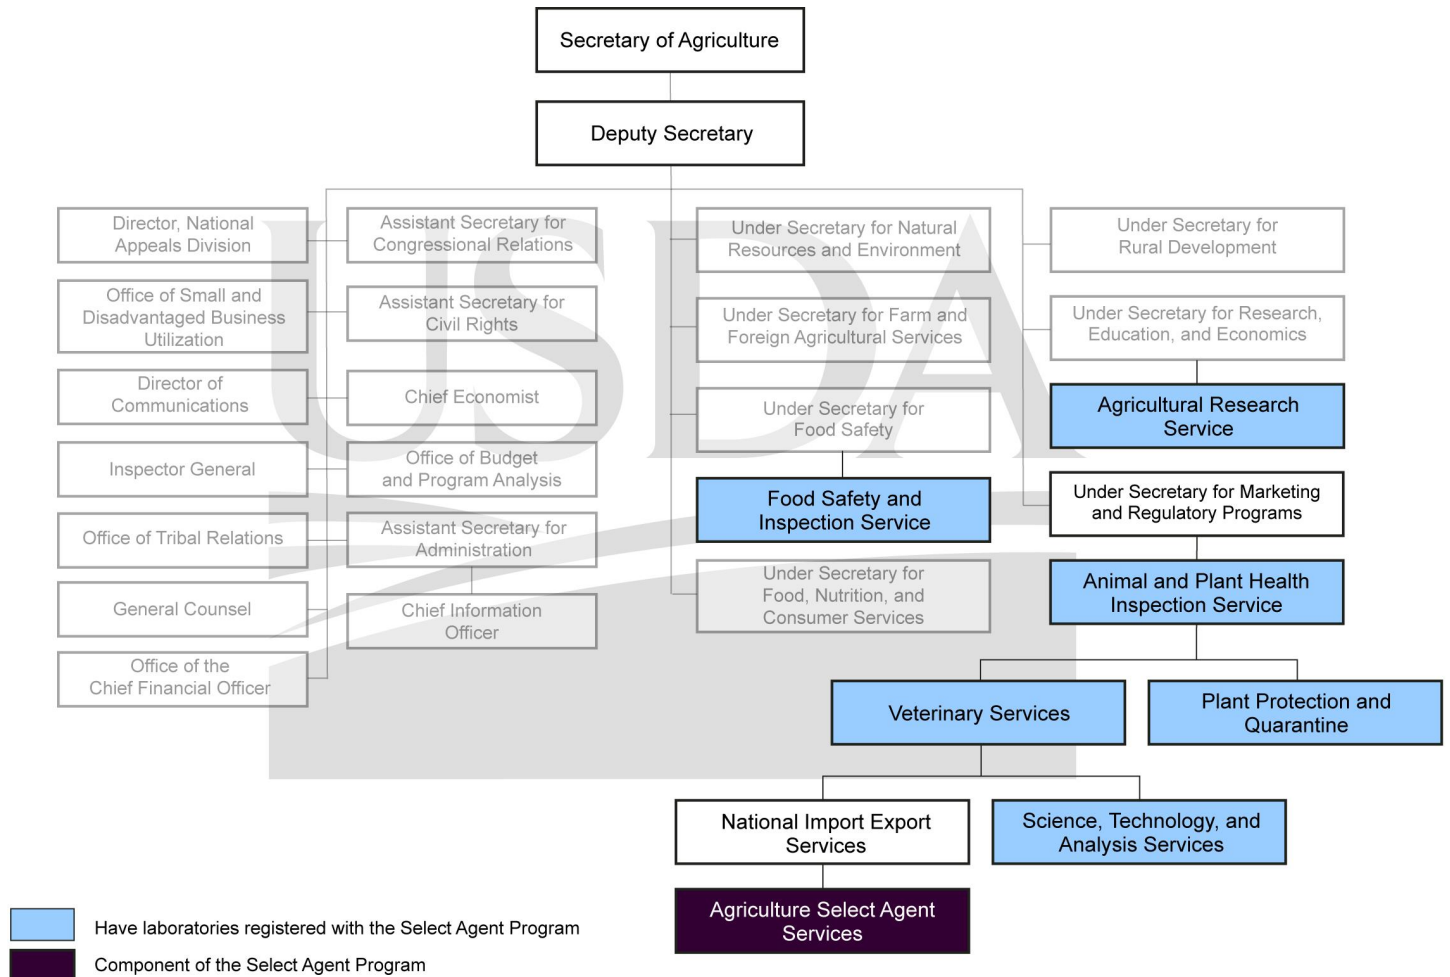 Secretary of Agriculture
Deputy Secretary
USDA
Director, National
Appeals Division
Assistant Secretary for
Congressional Relations
Under Secretary for Natural
Resources and Environment
Under Secretary for
Rural Development
Office of Small and
Disadvantaged Business
Utilization
Assistant Secretary for
Civil Rights
Under Secretary for Farm and
Foreign Agricultural Services
Under Secretary for Research,
Education, and Economics
Director of
Communications
Chief Economist
Under Secretary for
Food Safety
Agricultural Research
Service
Inspector General
Office of Budget
and Program Analysis
Food Safety and
Inspection Service
Under Secretary for Marketing
and Regulatory Programs
Office of Tribal Relations
Assistant Secretary for
Administration
Under Secretary for
Food, Nutrition, and
Consumer Services
Animal and Plant Health
Inspection Service
General Counsel
Chief Information
Officer
Office of the
Chief Financial Officer
Veterinary Services
Plant Protection and
Quarantine
National Import Export
Services
Science, Technology, and
Analysis Services
Agriculture Select Agent
Services
Have laboratories registered with the Select Agent Program
Component of the Select Agent Program